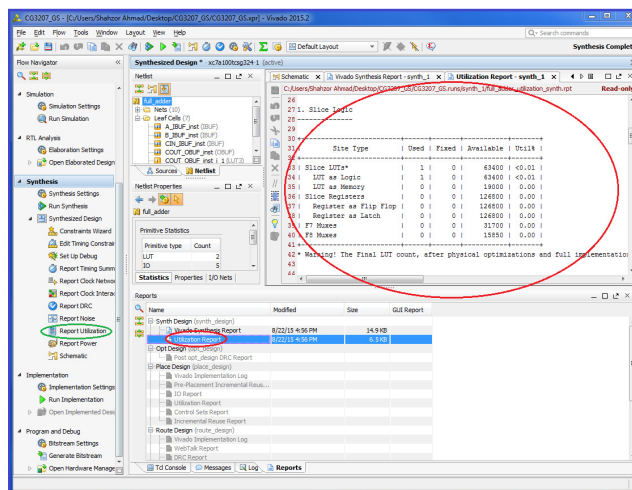 CG3207_GS - [C:/Users/Shahzor Ahmad/Desktop/CG3207_GS/CG3207_GS.xpr] - Vivado 2015.2
File Edit Flow Tools Window Layout View Help
Search commands
Default Layout
Synthesis Complete
Flow Navigator
Simulation
Simulation Settings
Run Simulation
RTL Analysis
Elaboration Settings
Open Elaborated Design
Synthesis
Synthesis Settings
Run Synthesis
Synthesized Design
Constraints Wizard
Edit Timing Constrain
Set Up Debug
Report Timing Summ
Report Clock Networ
Report Clock Interac
Report DRC
Report Noise
Report Utilization
Report Power
Schematic
Implementation
Implementation Settings
Run Implementation
Open Implemented Desi
Program and Debug
Bitstream Settings
Generate Bitstream
Open Hardware Manage
Synthesized Design * - xc7a100tcsg324-1 (active)
Netlist
full_adder
Nets (10)
Leaf Cells (7)
A_IBUF_inst (IBUF)
B_IBUF_inst (IBUF)
CIN_IBUF_inst (IBUF)
COUT_OBUF_inst (OBUF)
COUT_OBUF_inst_i_1 (LUT3)
Sources Netlist
Netlist Properties
full_adder
Primitive Statistics
Primitive type Count
LUT 2
IO 5
Statistics Properties I/O Nets
Schematic Vivado Synthesis Report - synth_1 Utilization Report - synth_1
C:/Users/Shahzor Ahmad/Desktop/CG3207_GS/CG3207_GS.runs/synth_1/full_adder_utilization_synth.rpt Read-only
26
27 1. Slice Logic
28 --------------
29
30 +-------------------------+------+-------+-----------+-------+
31 | Site Type | Used | Fixed | Available | Util% |
32 +-------------------------+------+-------+-----------+-------+
33 | Slice LUTs* | 1 | 0 | 63400 | <0.01 |
34 | LUT as Logic | 1 | 0 | 63400 | <0.01 |
35 | LUT as Memory | 0 | 0 | 19000 | 0.00 |
36 | Slice Registers | 0 | 0 | 126800 | 0.00 |
37 | Register as Flip Flop | 0 | 0 | 126800 | 0.00 |
38 | Register as Latch | 0 | 0 | 126800 | 0.00 |
39 | F7 Muxes | 0 | 0 | 31700 | 0.00 |
40 | F8 Muxes | 0 | 0 | 15850 | 0.00 |
41 +-------------------------+------+-------+-----------+-------+
42 * Warning! The Final LUT count, after physical optimizations and full implementation
43
44
Reports
Name Modified Size GUI Report
Synth Design (synth_design)
Vivado Synthesis Report 8/22/15 4:56 PM 14.9 KB
Utilization Report 8/22/15 4:56 PM 6.5 KB
Opt Design (opt_design)
Post opt_design DRC Report
Place Design (place_design)
Vivado Implementation Log
Pre-Placement Incremental Reus...
IO Report
Utilization Report
Control Sets Report
Incremental Reuse Report
Route Design (route_design)
Vivado Implementation Log
WebTalk Report
DRC Report
Tcl Console Messages Log Reports